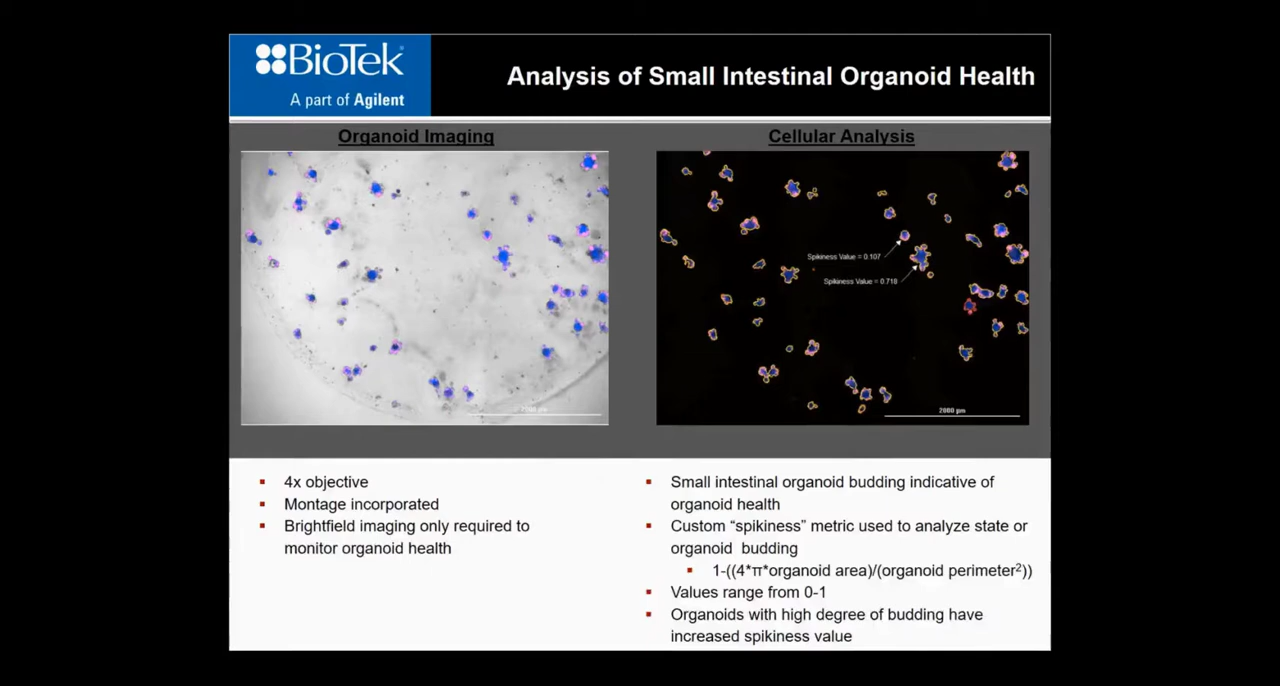 BioTek
A part of Agilent
Analysis of Small Intestinal Organoid Health
Organoid Imaging
Cellular Analysis
2000 µm
Spikiness Value = 0.107
Spikiness Value = 0.718
2000 µm
▪ 4x objective
▪ Montage incorporated
▪ Brightfield imaging only required to
monitor organoid health
▪ Small intestinal organoid budding indicative of
organoid health
▪ Custom “spikiness” metric used to analyze state or
organoid budding
▪ 1-((4*π*organoid area)/(organoid perimeter²))
▪ Values range from 0-1
▪ Organoids with high degree of budding have
increased spikiness value